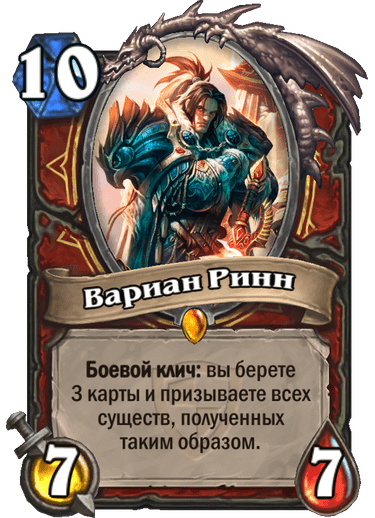 10
Вариан Ринн
Боевой клич: вы берете
3 карты и призываете всех
существ, полученных
таким образом.
7
7